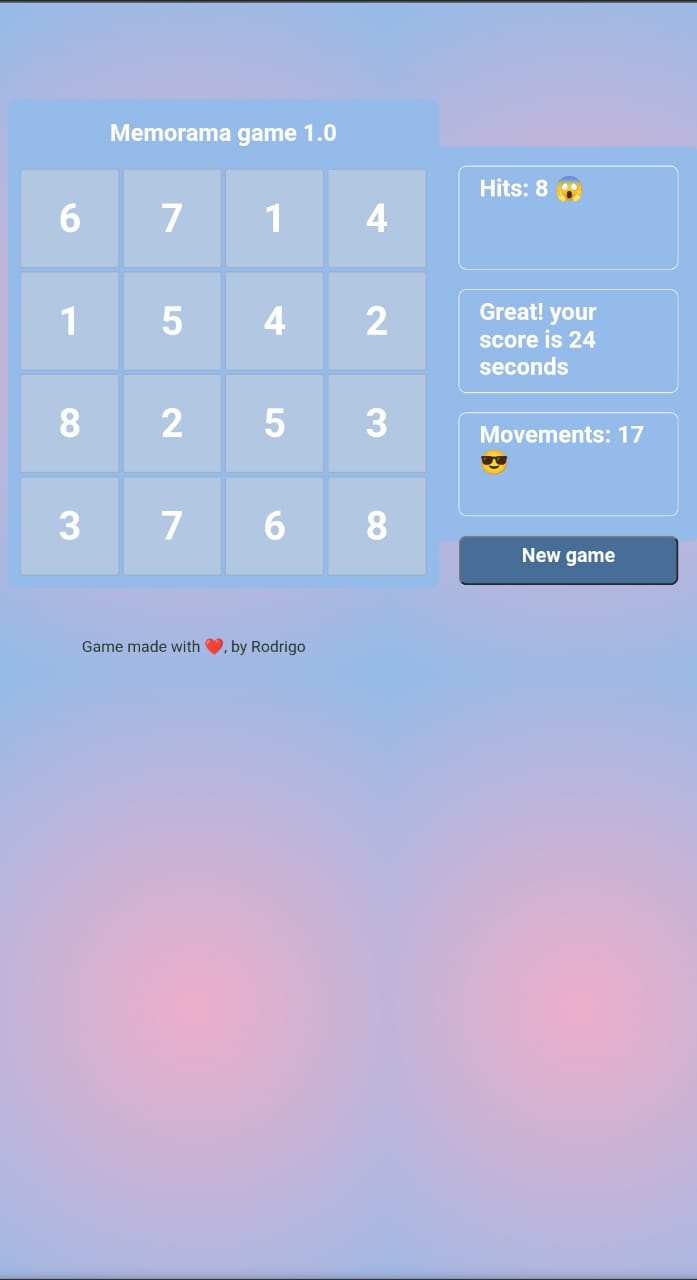 Memorama game 1.0
6 7 1 4
1 5 4 2
8 2 5 3
3 7 6 8
Hits: 8 😱
Great! your
score is 24
seconds
Movements: 17
😎
New game
Game made with ❤️, by Rodrigo